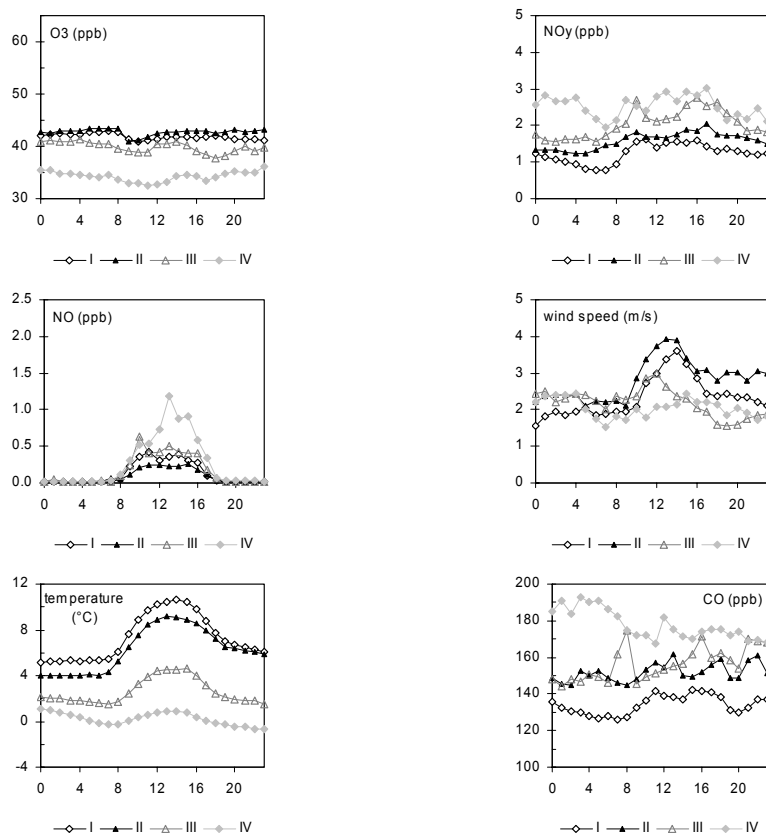 O3 (ppb)
60
50
40
30
0 4 8 12 16 20
I II III IV
NOy (ppb)
5
4
3
2
1
0
0 4 8 12 16 20
I II III IV
NO (ppb)
2.5
2.0
1.5
1.0
0.5
0.0
0 4 8 12 16 20
I II III IV
wind speed (m/s)
5
4
3
2
1
0
0 4 8 12 16 20
I II III IV
temperature
(°C)
12
8
4
0
-4
0 4 8 12 16 20
I II III IV
CO (ppb)
200
180
160
140
120
100
0 4 8 12 16 20
I II III IV